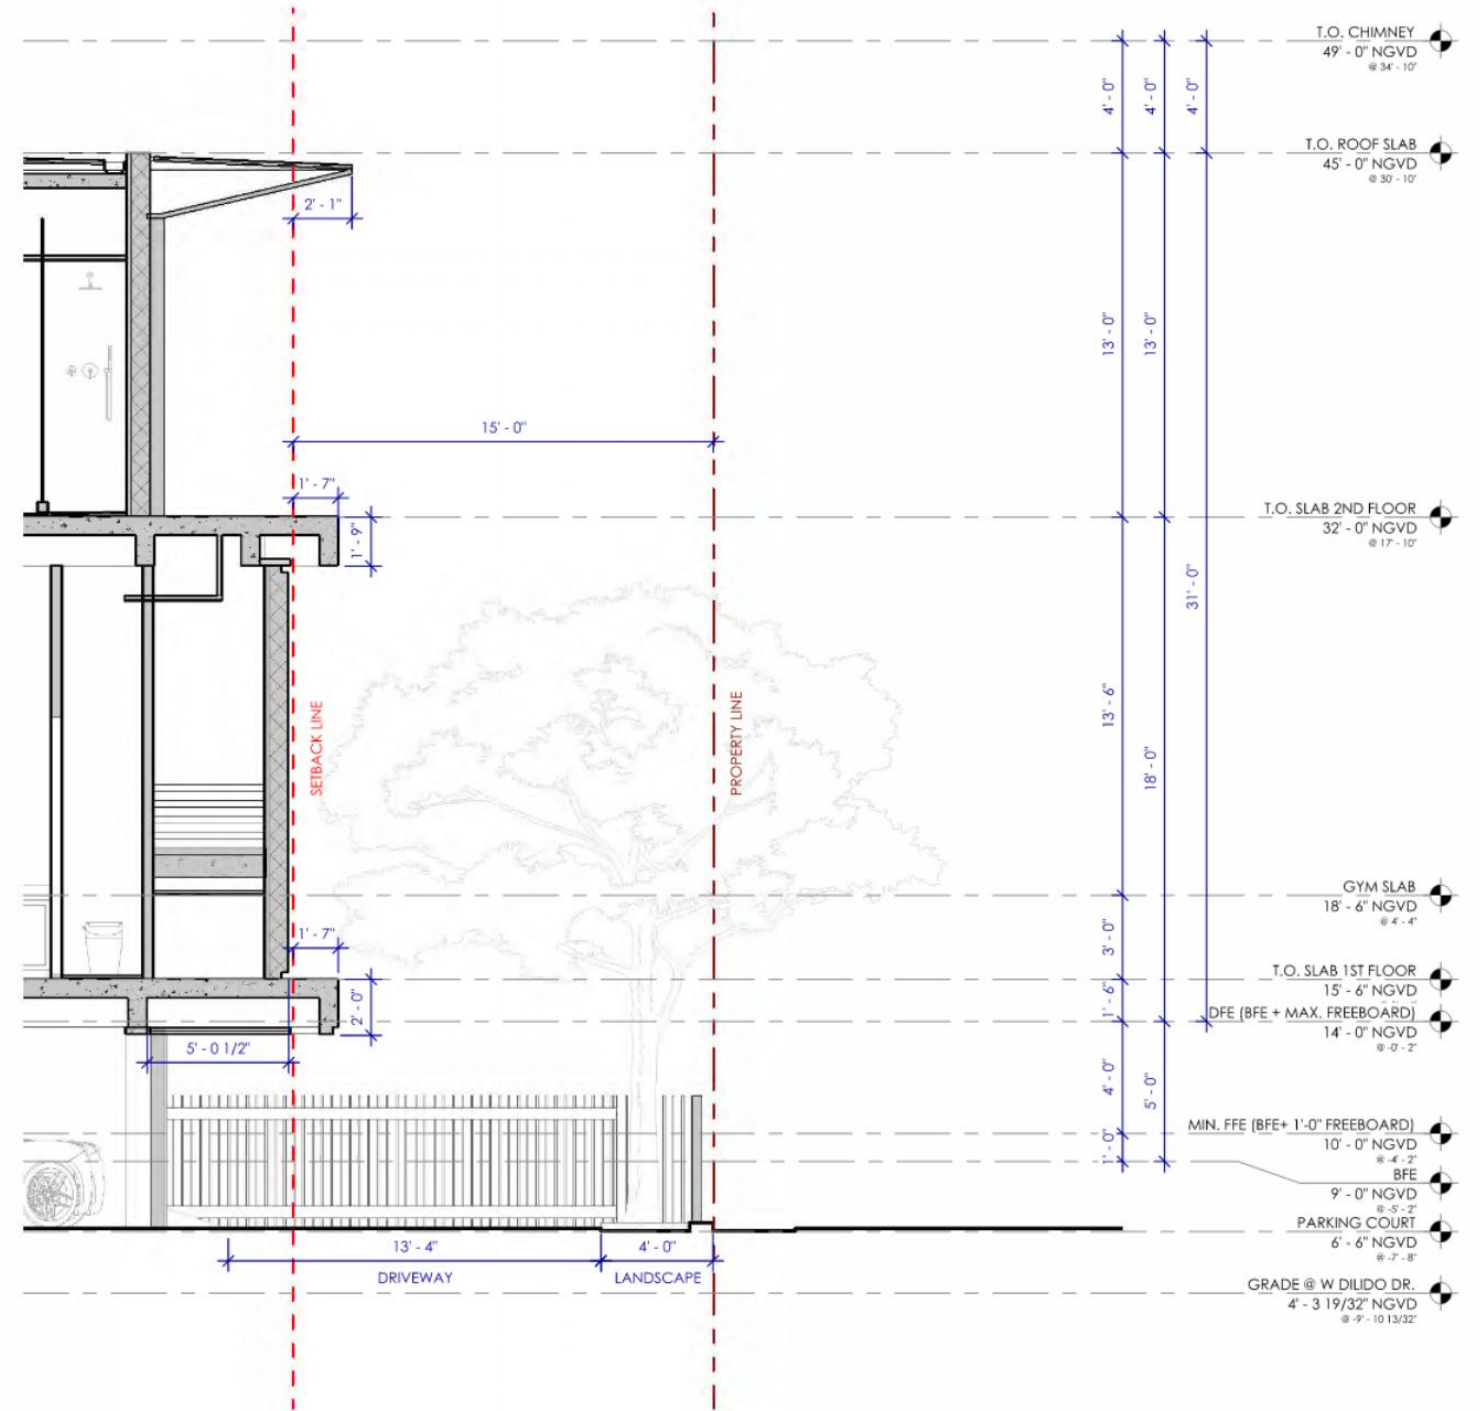 T.O. CHIMNEY
49' - 0" NGVD
@ 34' - 10"
4' - 0"
4' - 0"
4' - 0"
T.O. ROOF SLAB
45' - 0" NGVD
@ 30' - 10"
2' - 1"
13' - 0"
13' - 0"
15' - 0"
1' - 7"
1' - 9"
T.O. SLAB 2ND FLOOR
32' - 0" NGVD
@ 17' - 10"
31' - 0"
SETBACK LINE
PROPERTY LINE
13' - 6"
18' - 0"
GYM SLAB
18' - 6" NGVD
@ 4' - 4"
1' - 7"
3' - 0"
T.O. SLAB 1ST FLOOR
15' - 6" NGVD
2' - 0"
1' - 6"
DFE (BFE + MAX. FREEBOARD)
14' - 0" NGVD
@ -0' - 2"
5' - 0 1/2"
4' - 0"
5' - 0"
MIN. FFE (BFE+ 1'-0" FREEBOARD)
10' - 0" NGVD
@ -4' - 2"
1' - 0"
BFE
9' - 0" NGVD
@ -5' - 2"
PARKING COURT
6' - 6" NGVD
@ -7' - 8"
13' - 4"
4' - 0"
DRIVEWAY
LANDSCAPE
GRADE @ W DILIDO DR.
4' - 3 19/32" NGVD
@ -9' - 10 13/32"